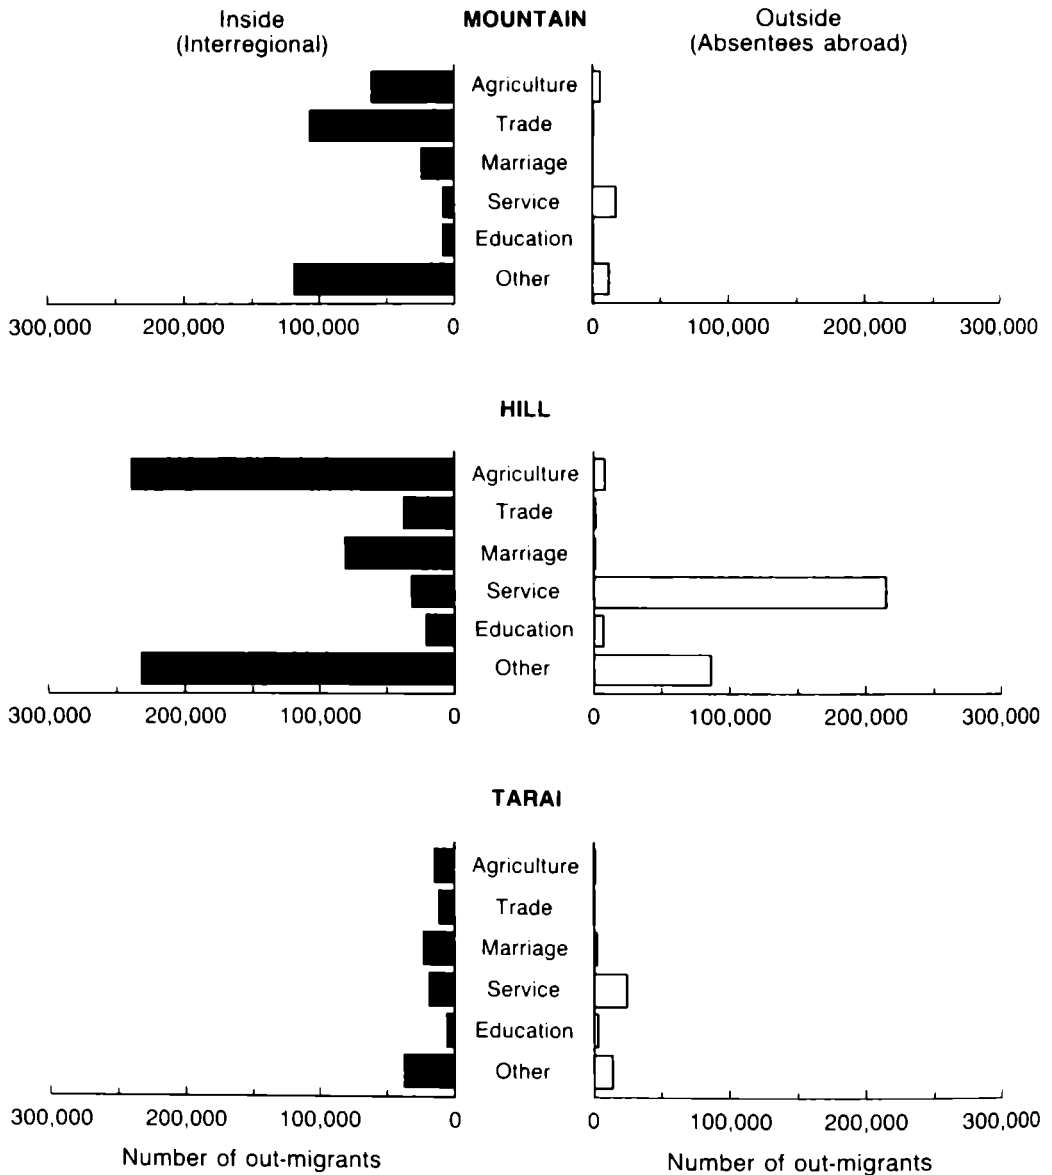 Inside
(Interregional)
MOUNTAIN
Outside
(Absentees abroad)
Agriculture
Trade
Marriage
Service
Education
Other
300,000 200,000 100,000 0
0 100,000 200,000 300,000
HILL
Agriculture
Trade
Marriage
Service
Education
Other
300,000 200,000 100,000 0
0 100,000 200,000 300,000
TARAI
Agriculture
Trade
Marriage
Service
Education
Other
300,000 200,000 100,000 0
0 100,000 200,000 300,000
Number of out-migrants
Number of out-migrants